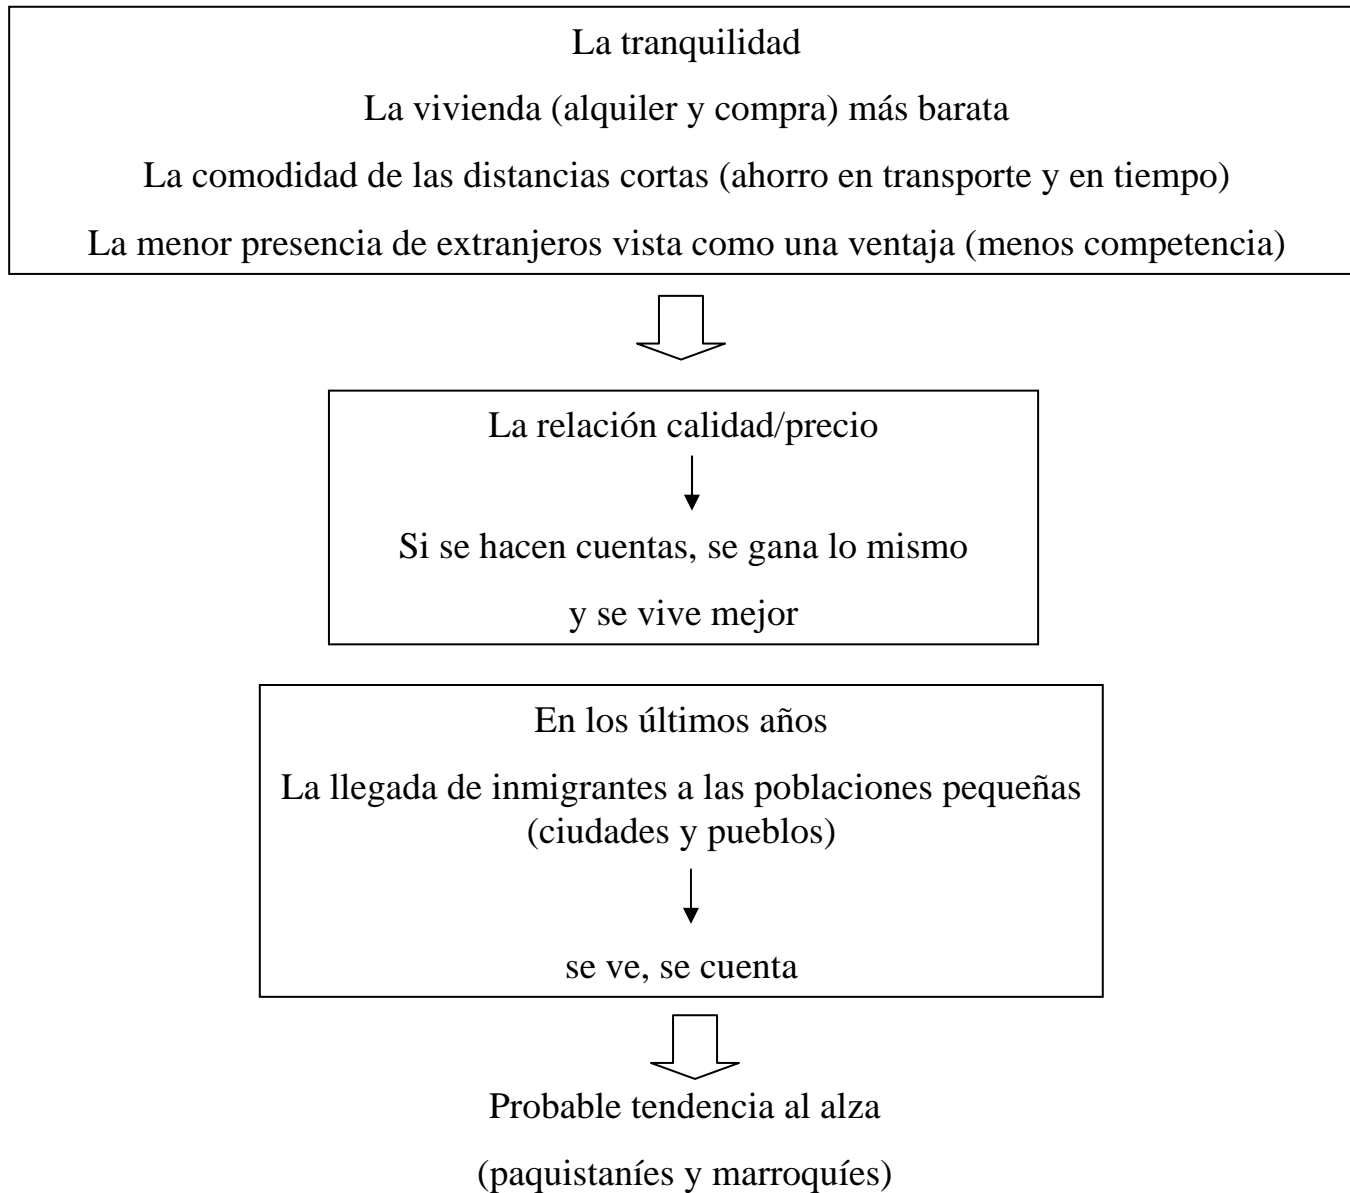 La tranquilidad
La vivienda (alquiler y compra) más barata
La comodidad de las distancias cortas (ahorro en transporte y en tiempo)
La menor presencia de extranjeros vista como una ventaja (menos competencia)
La relación calidad/precio
Si se hacen cuentas, se gana lo mismo
y se vive mejor
En los últimos años
La llegada de inmigrantes a las poblaciones pequeñas
(ciudades y pueblos)
se ve, se cuenta
Probable tendencia al alza
(paquistaníes y marroquíes)